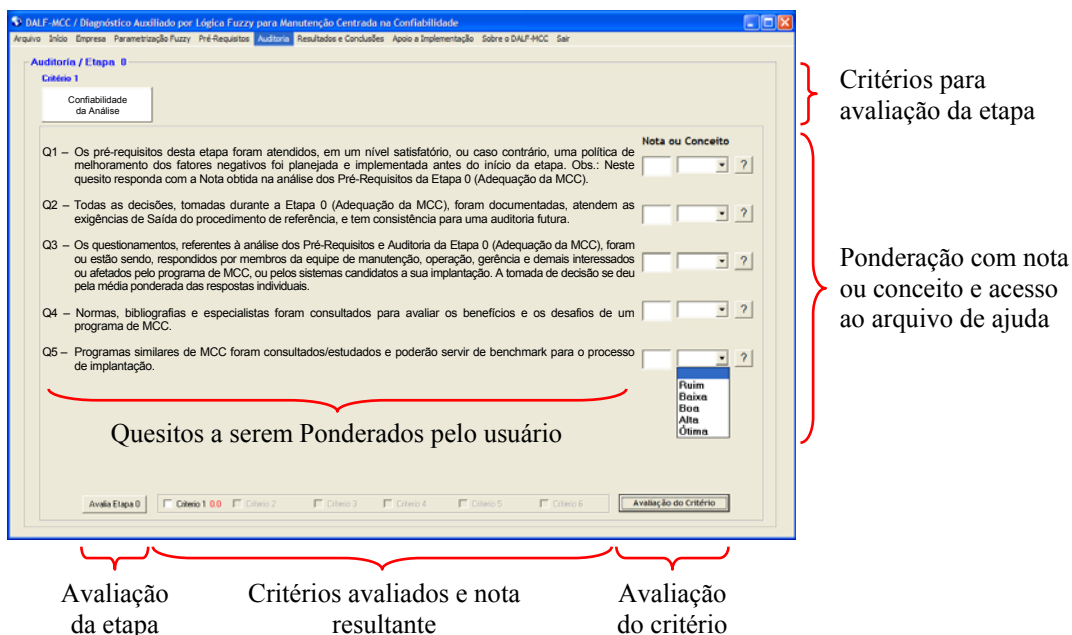 DALF-MCC / Diagnóstico Auxiliado por Lógica Fuzzy para Manutenção Centrada na Confiabilidade
Arquivo Início Empresa Parametrização Fuzzy Pré-Requisitos Auditoria Resultados e Conclusões Apoio a Implementação Sobre o DALF-MCC Sair
Auditoria / Etapa 0
Critério 1
Confiabilidade
da Análise
Critérios para
avaliação da etapa
Nota ou Conceito
Q1 – Os pré-requisitos desta etapa foram atendidos, em um nível satisfatório, ou caso contrário, uma política de
melhoramento dos fatores negativos foi planejada e implementada antes do início da etapa. Obs.: Neste
quesito responda com a Nota obtida na análise dos Pré-Requisitos da Etapa 0 (Adequação da MCC).
?
Q2 – Todas as decisões, tomadas durante a Etapa 0 (Adequação da MCC), foram documentadas, atendem as
exigências de Saída do procedimento de referência, e tem consistência para uma auditoria futura.
?
Q3 – Os questionamentos, referentes à análise dos Pré-Requisitos e Auditoria da Etapa 0 (Adequação da MCC), foram
ou estão sendo, respondidos por membros da equipe de manutenção, operação, gerência e demais interessados
ou afetados pelo programa de MCC, ou pelos sistemas candidatos a sua implantação. A tomada de decisão se deu
pela média ponderada das respostas individuais.
?
Ponderação com nota
ou conceito e acesso
ao arquivo de ajuda
Q4 – Normas, bibliografias e especialistas foram consultados para avaliar os benefícios e os desafios de um
programa de MCC.
?
Q5 – Programas similares de MCC foram consultados/estudados e poderão servir de benchmark para o processo
de implantação.
?
Ruim
Baixa
Boa
Alta
Ótima
Quesitos a serem Ponderados pelo usuário
Avalia Etapa 0 Criterio 1 0.0 Criterio 2 Criterio 3 Criterio 4 Criterio 5 Criterio 6 Avaliação do Critério
Avaliação
da etapa
Critérios avaliados e nota
resultante
Avaliação
do critério